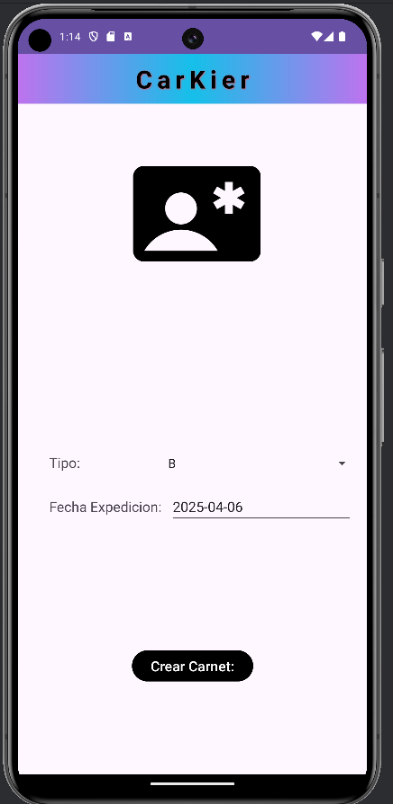 1:14
CarKier
Tipo: B
Fecha Expedicion: 2025-04-06
Crear Carnet: